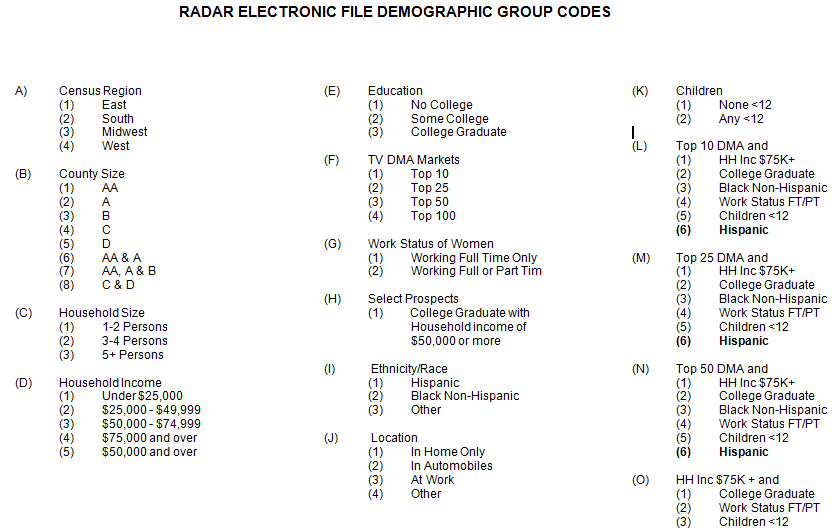 RADAR ELECTRONIC FILE DEMOGRAPHIC GROUP CODES
A) Census Region
(1) East
(2) South
(3) Midwest
(4) West
(B) County Size
(1) AA
(2) A
(3) B
(4) C
(5) D
(6) AA & A
(7) AA, A & B
(8) C & D
(C) Household Size
(1) 1-2 Persons
(2) 3-4 Persons
(3) 5+ Persons
(D) Household Income
(1) Under $25,000
(2) $25,000 - $49,999
(3) $50,000 - $74,999
(4) $75,000 and over
(5) $50,000 and over
(E) Education
(1) No College
(2) Some College
(3) College Graduate
(F) TV DMA Markets
(1) Top 10
(2) Top 25
(3) Top 50
(4) Top 100
(G) Work Status of Women
(1) Working Full Time Only
(2) Working Full or Part Tim
(H) Select Prospects
(1) College Graduate with
Household income of
$50,000 or more
(I) Ethnicity/Race
(1) Hispanic
(2) Black Non-Hispanic
(3) Other
(J) Location
(1) In Home Only
(2) In Automobiles
(3) At Work
(4) Other
(K) Children
(1) None <12
(2) Any <12
(L) Top 10 DMA and
(1) HH Inc $75K+
(2) College Graduate
(3) Black Non-Hispanic
(4) Work Status FT/PT
(5) Children <12
(6) Hispanic
(M) Top 25 DMA and
(1) HH Inc $75K+
(2) College Graduate
(3) Black Non-Hispanic
(4) Work Status FT/PT
(5) Children <12
(6) Hispanic
(N) Top 50 DMA and
(1) HH Inc $75K+
(2) College Graduate
(3) Black Non-Hispanic
(4) Work Status FT/PT
(5) Children <12
(6) Hispanic
(O) HH Inc $75K + and
(1) College Graduate
(2) Work Status FT/PT
(3) Children <12